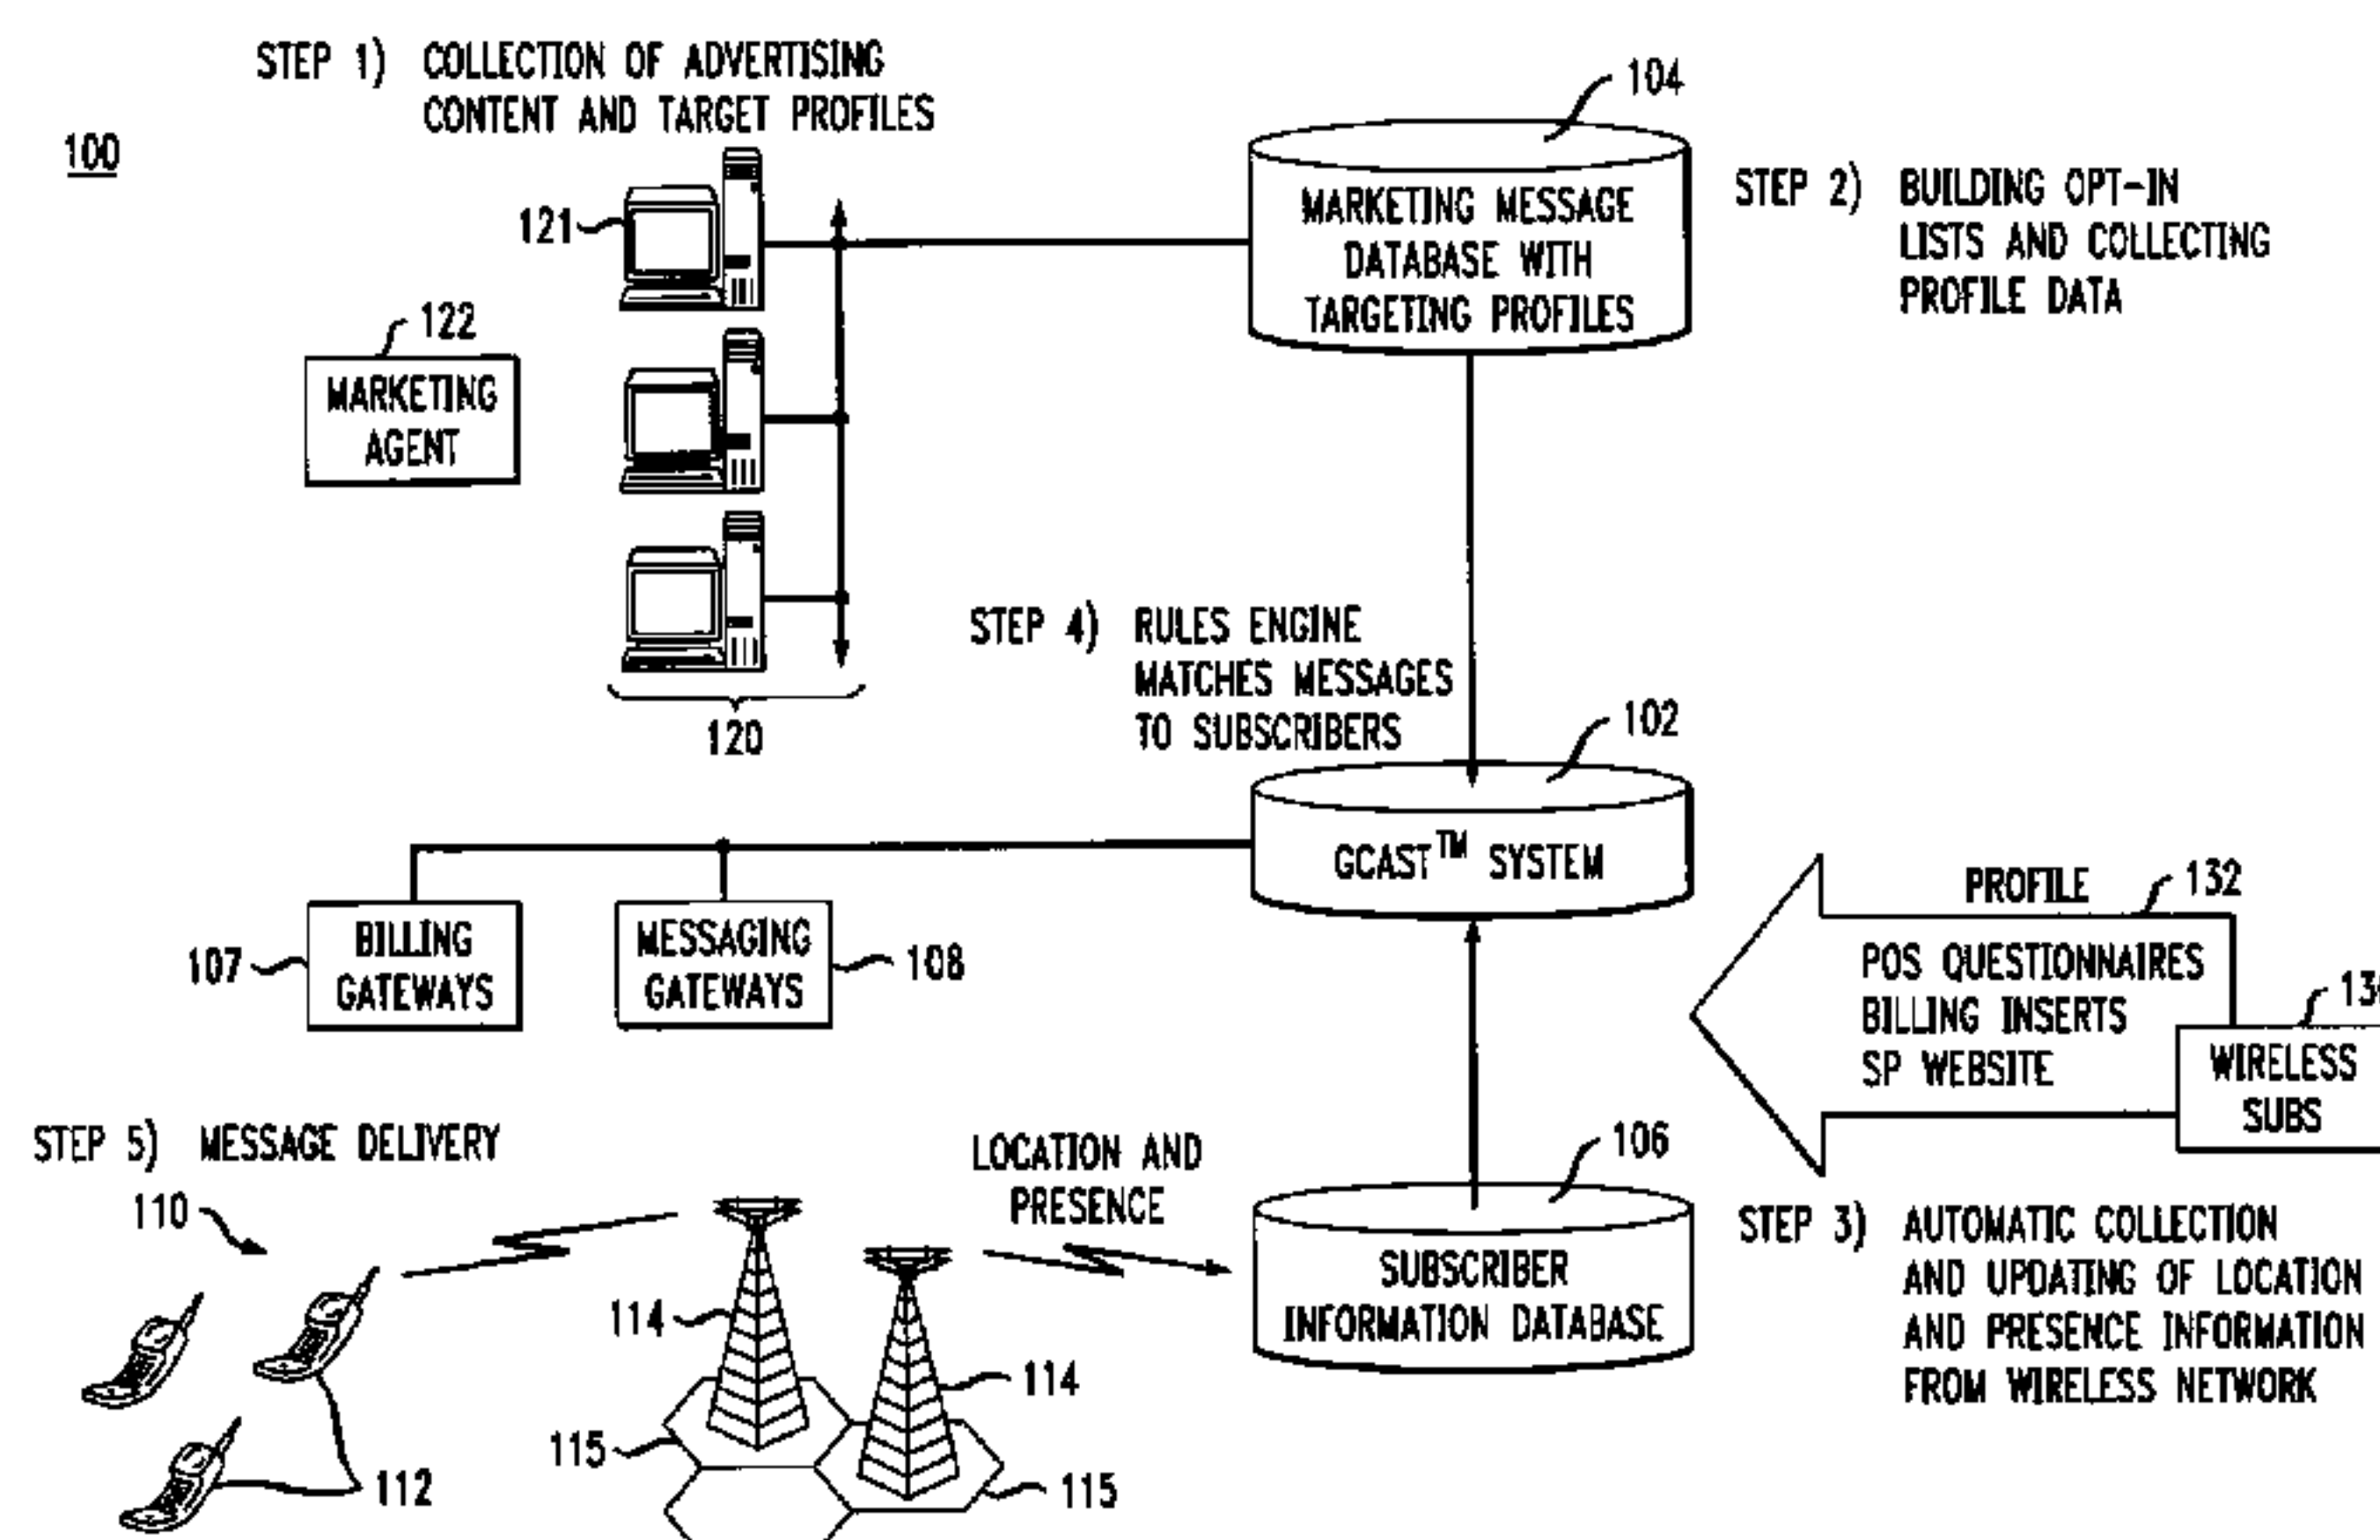 STEP 1) COLLECTION OF ADVERTISING
CONTENT AND TARGET PROFILES
100
121
122
MARKETING
AGENT
120
104
MARKETING MESSAGE
DATABASE WITH
TARGETING PROFILES
STEP 2) BUILDING OPT-IN
LISTS AND COLLECTING
PROFILE DATA
STEP 4) RULES ENGINE
MATCHES MESSAGES
TO SUBSCRIBERS
102
GCAST™ SYSTEM
107
BILLING
GATEWAYS
MESSAGING
GATEWAYS
108
PROFILE
132
POS QUESTIONNAIRES
BILLING INSERTS
SP WEBSITE
WIRELESS
SUBS
STEP 5) MESSAGE DELIVERY
110
112
114
114
115
115
LOCATION AND
PRESENCE
106
SUBSCRIBER
INFORMATION DATABASE
STEP 3) AUTOMATIC COLLECTION
AND UPDATING OF LOCATION
AND PRESENCE INFORMATION
FROM WIRELESS NETWORK